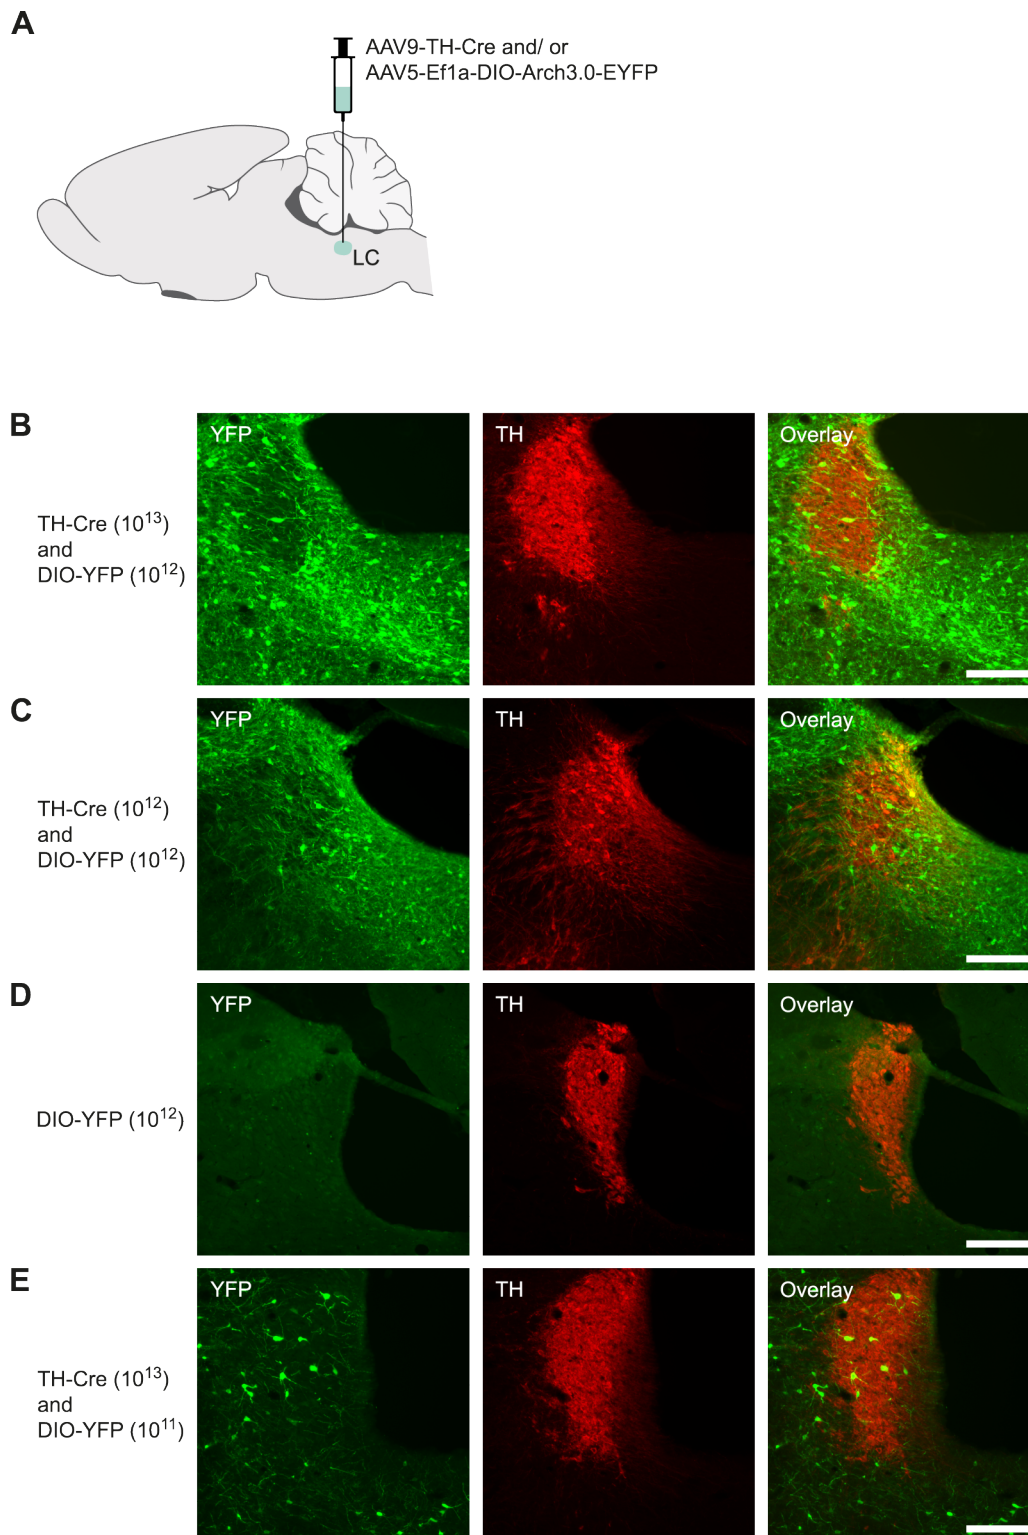 A
AAV9-TH-Cre and/ or
AAV5-Ef1a-DIO-Arch3.0-EYFP
LC
B
TH-Cre (10¹³)
and
DIO-YFP (10¹²)
YFP
TH
Overlay
C
TH-Cre (10¹²)
and
DIO-YFP (10¹²)
YFP
TH
Overlay
D
DIO-YFP (10¹²)
YFP
TH
Overlay
E
TH-Cre (10¹³)
and
DIO-YFP (10¹¹)
YFP
TH
Overlay